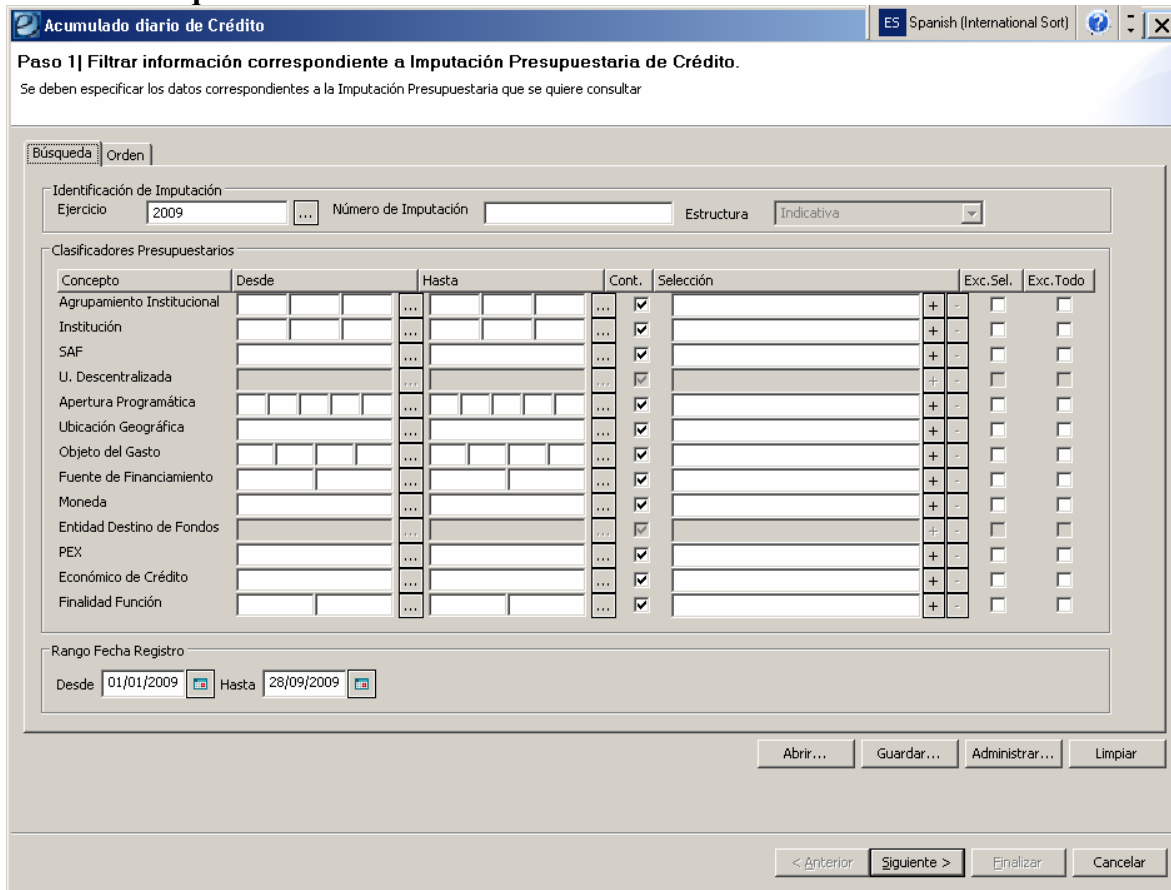 Acumulado diario de Crédito
ES Spanish (International Sort)
Paso 1| Filtrar información correspondiente a Imputación Presupuestaria de Crédito.
Se deben especificar los datos correspondientes a la Imputación Presupuestaria que se quiere consultar
Búsqueda Orden
Identificación de Imputación
Ejercicio 2009 ... Número de Imputación Estructura Indicativa
Clasificadores Presupuestarios
Concepto Desde Hasta Cont. Selección Exc.Sel. Exc.Todo
Agrupamiento Institucional ... ... + -
Institución ... ... + -
SAF ... ... + -
U. Descentralizada ... ... + -
Apertura Programática ... ... + -
Ubicación Geográfica ... ... + -
Objeto del Gasto ... ... + -
Fuente de Financiamiento ... ... + -
Moneda ... ... + -
Entidad Destino de Fondos ... ... + -
PEX ... ... + -
Económico de Crédito ... ... + -
Finalidad Función ... ... + -
Rango Fecha Registro
Desde 01/01/2009 Hasta 28/09/2009
Abrir... Guardar... Administrar... Limpiar
< Anterior Siguiente > Finalizar Cancelar